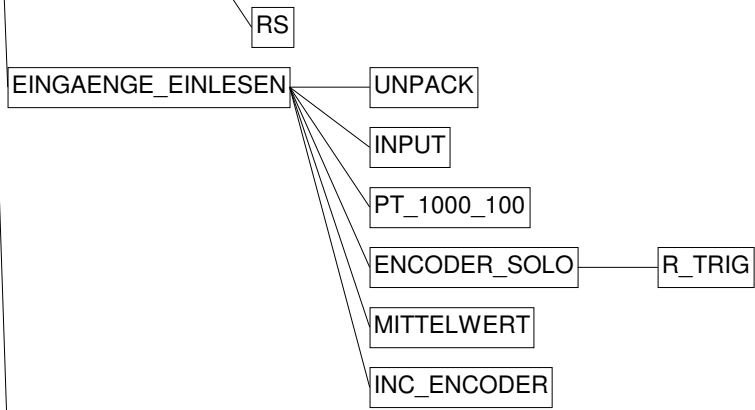 RS
EINGAENGE_EINLESEN
UNPACK
INPUT
PT_1000_100
ENCODER_SOLO
R_TRIG
MITTELWERT
INC_ENCODER